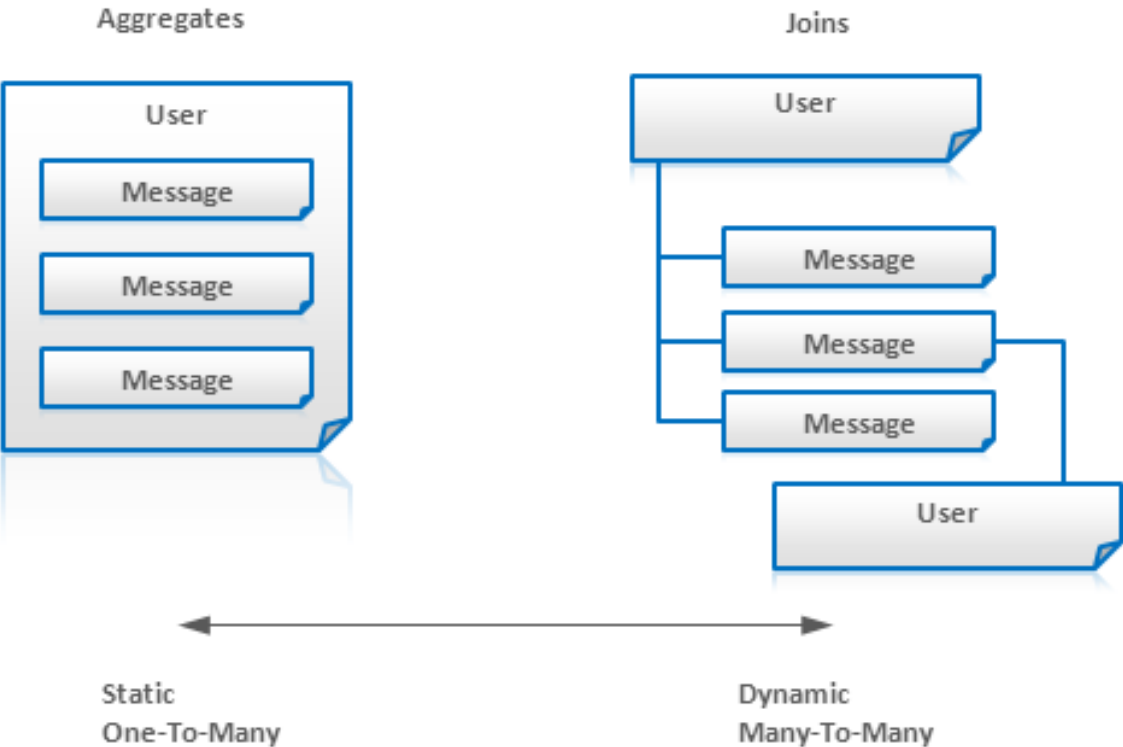 Aggregates
User
Message
Message
Message
Joins
User
Message
Message
Message
User
Static
One-To-Many
Dynamic
Many-To-Many